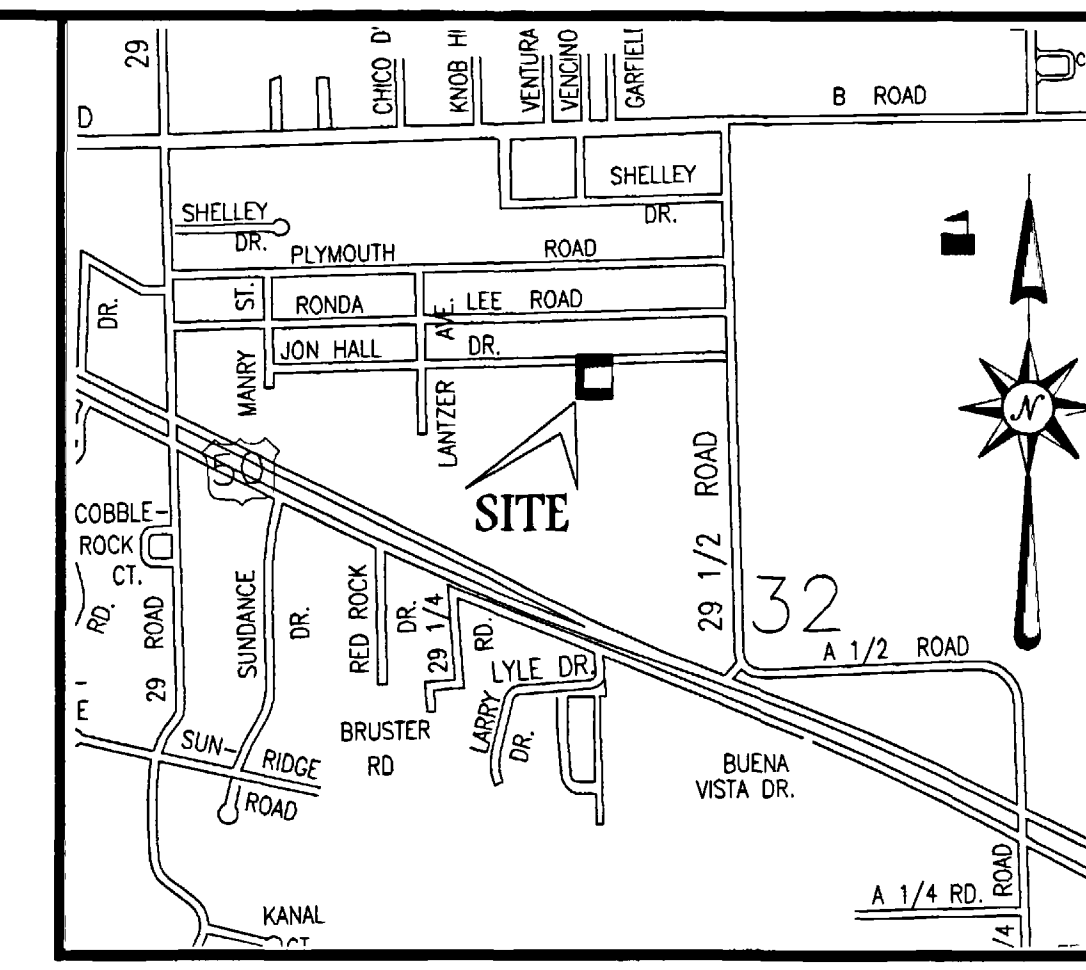 29
CHICO D'
KNOB HI
VENTURA
VENCINO
GARFIELD
B ROAD
C
D
SHELLEY
DR.
SHELLEY
DR.
PLYMOUTH ROAD
DR.
ST.
RONDA
AVE.
LEE ROAD
JON HALL
DR.
MANRY
LANTZER
N
50
SITE
29 1/2 ROAD
COBBLE-
ROCK
CT.
RD.
29 ROAD
SUNDANCE
DR.
RED ROCK
DR.
29 1/4
RD.
32
A 1/2 ROAD
LYLE DR.
LARRY
DR.
E
SUN-
RIDGE
ROAD
BRUSTER
RD
BUENA
VISTA DR.
A 1/4 RD.
ROAD
/4
KANAL
CT.